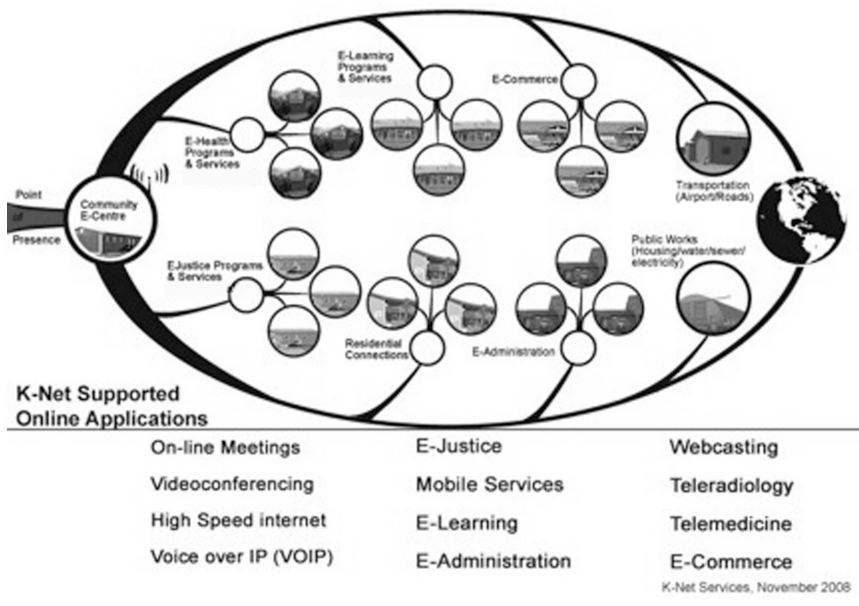 E-Learning
Programs
& Services
E-Commerce
E-Health
Programs
& Services
Transportation
(Airport/Roads)
Point
of
Presence
Community
E-Centre
EJustice Programs
& Services
Public Works
(Housing/water/sewer/
electricity)
Residential
Connections
E-Administration
K-Net Supported
Online Applications
On-line Meetings
Videoconferencing
High Speed internet
Voice over IP (VOIP)
E-Justice
Mobile Services
E-Learning
E-Administration
Webcasting
Teleradiology
Telemedicine
E-Commerce
K-Net Services, November 2008